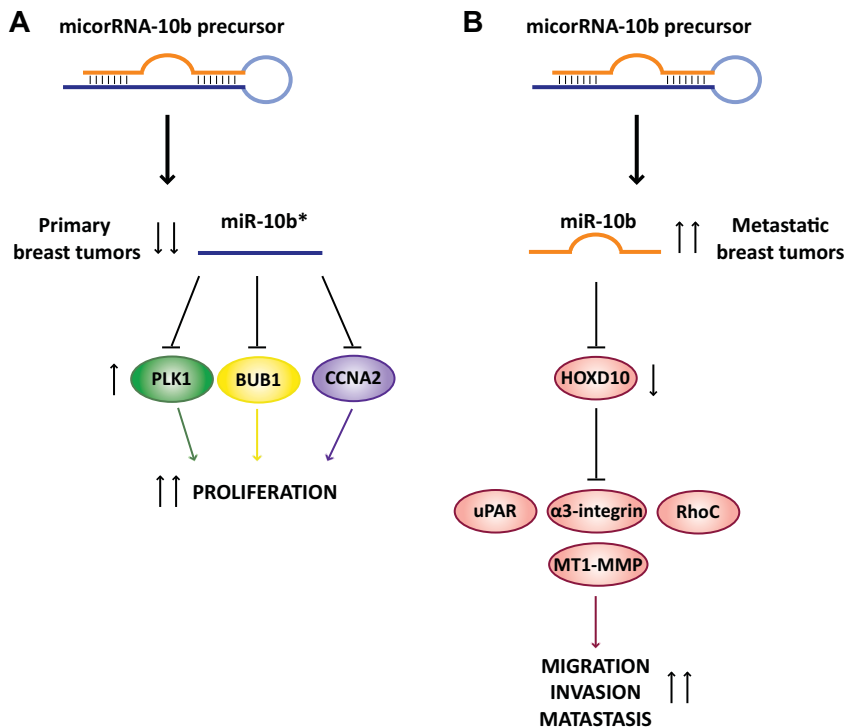 A
micorRNA-10b precursor
Primary
breast tumors
miR-10b*
PLK1
BUB1
CCNA2
PROLIFERATION
B
micorRNA-10b precursor
miR-10b
Metastatic
breast tumors
HOXD10
uPAR
α3-integrin
RhoC
MT1-MMP
MIGRATION
INVASION
MATASTASIS